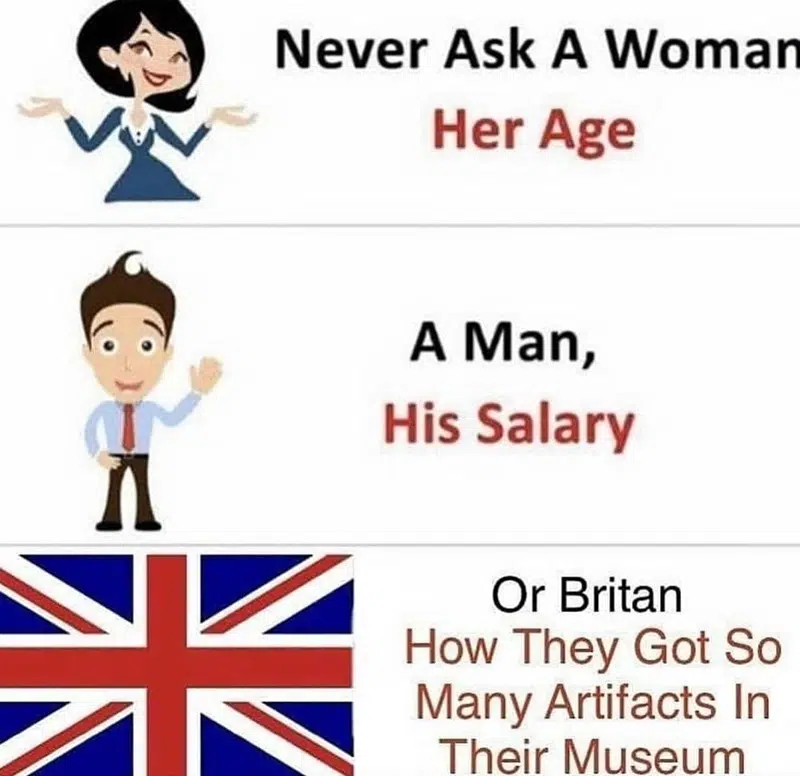 Never Ask A Woman
Her Age
A Man,
His Salary
Or Britan
How They Got So
Many Artifacts In
Their Museum